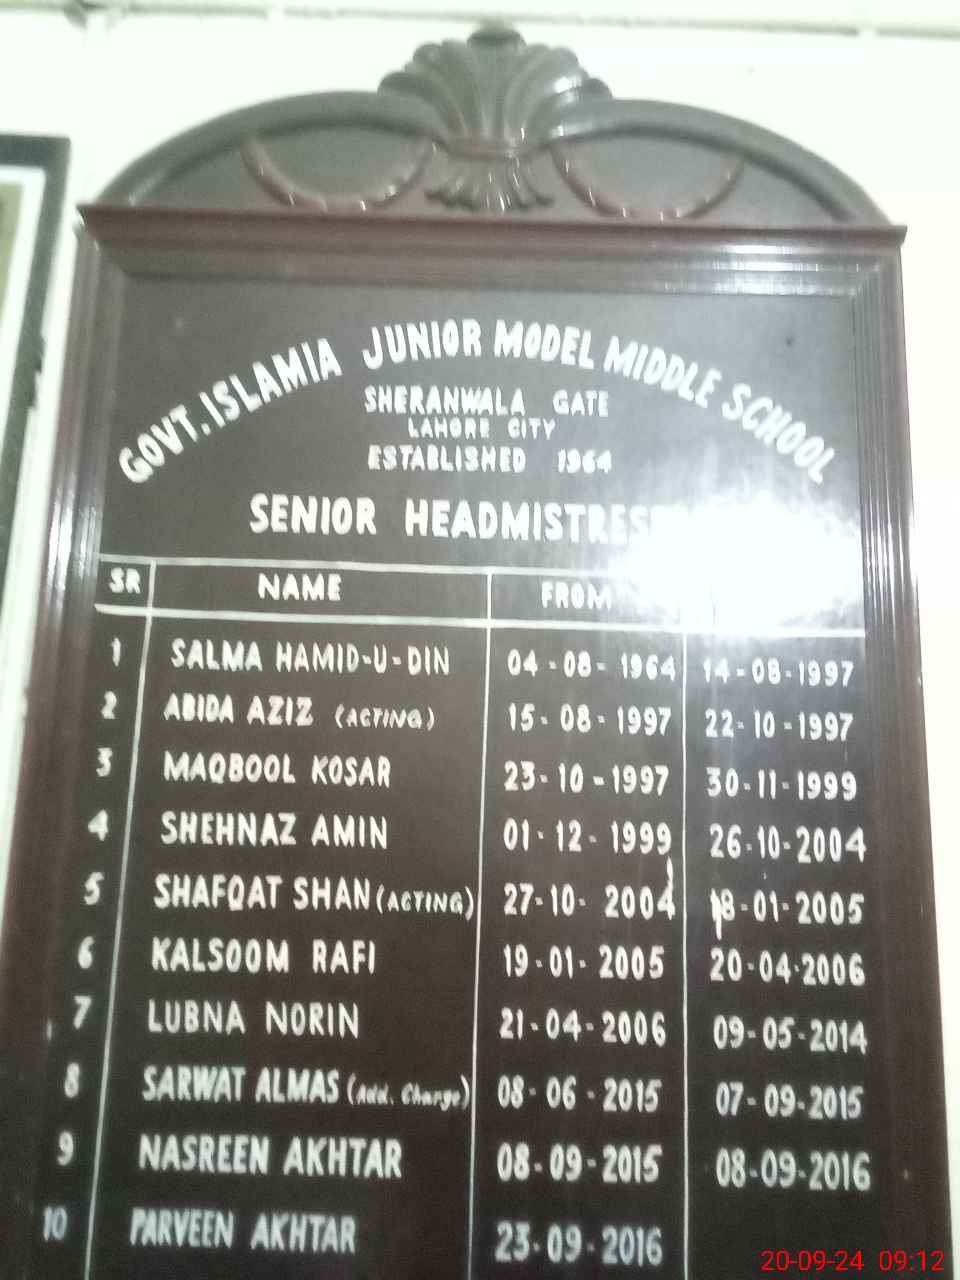 GOVT. ISLAMIA JUNIOR MODEL MIDDLE SCHOOL
SHERANWALA GATE
LAHORE CITY
ESTABLISHED 1964
SENIOR HEADMISTRESS
SR NAME FROM
1 SALMA HAMID-U-DIN 04-08-1964 14-08-1997
2 ABIDA AZIZ (ACTING) 15-08-1997 22-10-1997
3 MAQBOOL KOSAR 23-10-1997 30-11-1999
4 SHEHNAZ AMIN 01-12-1999 26-10-2004
5 SHAFQAT SHAN (ACTING) 27-10-2004 18-01-2005
6 KALSOOM RAFI 19-01-2005 20-04-2006
7 LUBNA NORIN 21-04-2006 09-05-2014
8 SARWAT ALMAS (Add. Charge) 08-06-2015 07-09-2015
9 NASREEN AKHTAR 08-09-2015 08-09-2016
10 PARVEEN AKHTAR 23-09-2016
20-09-24 09:12